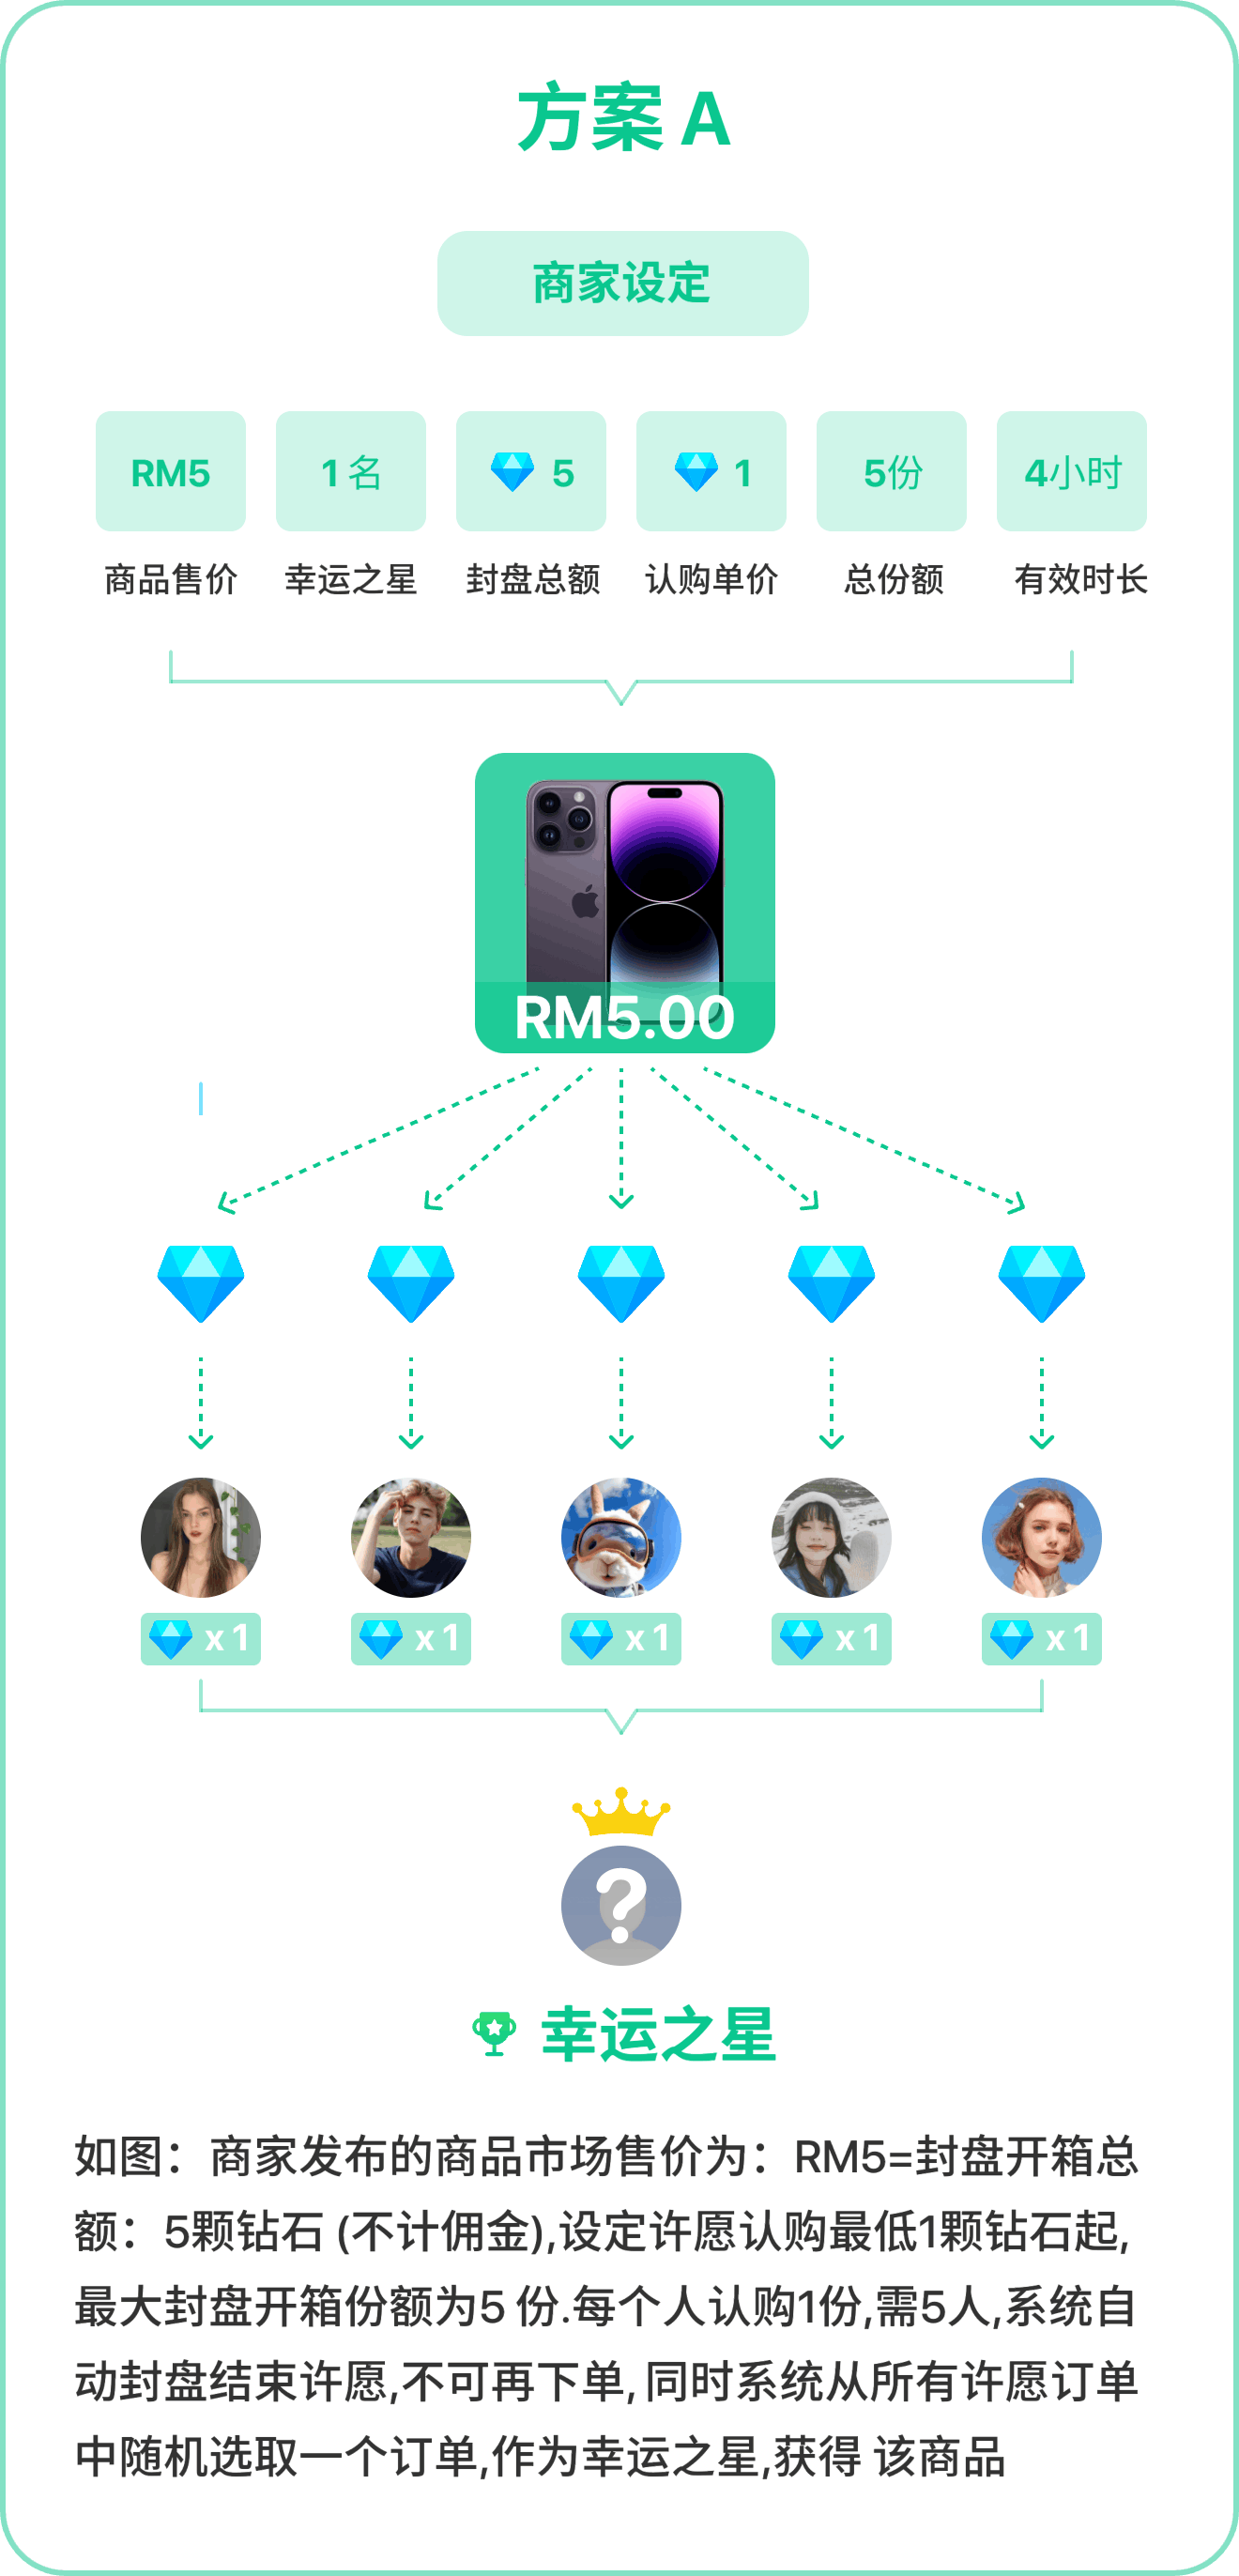 方案 A
商家设定
RM5 1 名 5 1 5份 4小时
商品售价 幸运之星 封盘总额 认购单价 总份额 有效时长
RM5.00
x 1 x 1 x 1 x 1 x 1
?
幸运之星
如图：商家发布的商品市场售价为：RM5=封盘开箱总
额：5颗钻石 (不计佣金),设定许愿认购最低1颗钻石起,
最大封盘开箱份额为5 份.每个人认购1份,需5人,系统自
动封盘结束许愿,不可再下单, 同时系统从所有许愿订单
中随机选取一个订单,作为幸运之星,获得 该商品